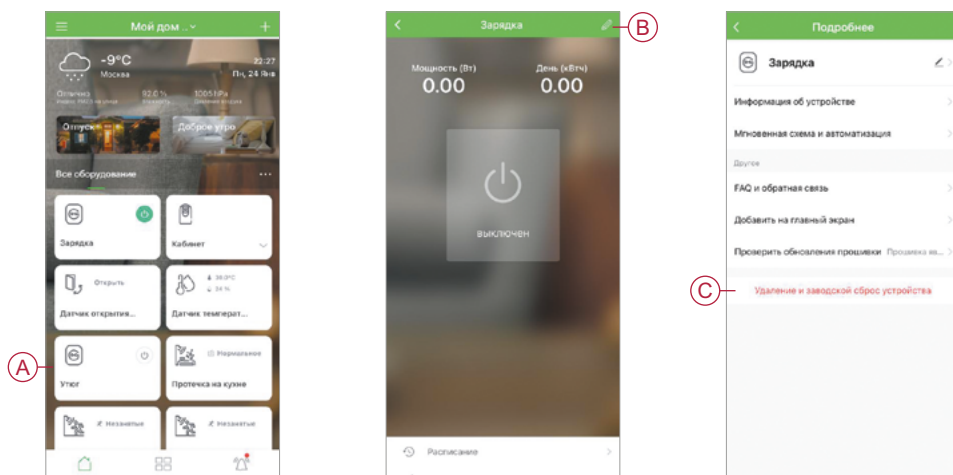 Мой дом ..
-9°C
Москва
22:27
Пн, 24 Янв
Отлично
92.0 %
1005 hPa
Отпуск
Доброе утро
Все оборудование
...
Зарядка
Кабинет
Открыть
Датчик открытия...
Датчик температ...
A
Утюг
Нормальное
Протечка на кухне
Незанятые
Незанятые
Зарядка
B
Мощность (Вт)
День (кВтч)
0.00
0.00
выключен
Расписание
Подробнее
Зарядка
Информация об устройстве
Мгновенная схема и автоматизация
Другое
FAQ и обратная связь
Добавить на главный экран
Проверить обновления прошивки
C
Удаление и заводской сброс устройства